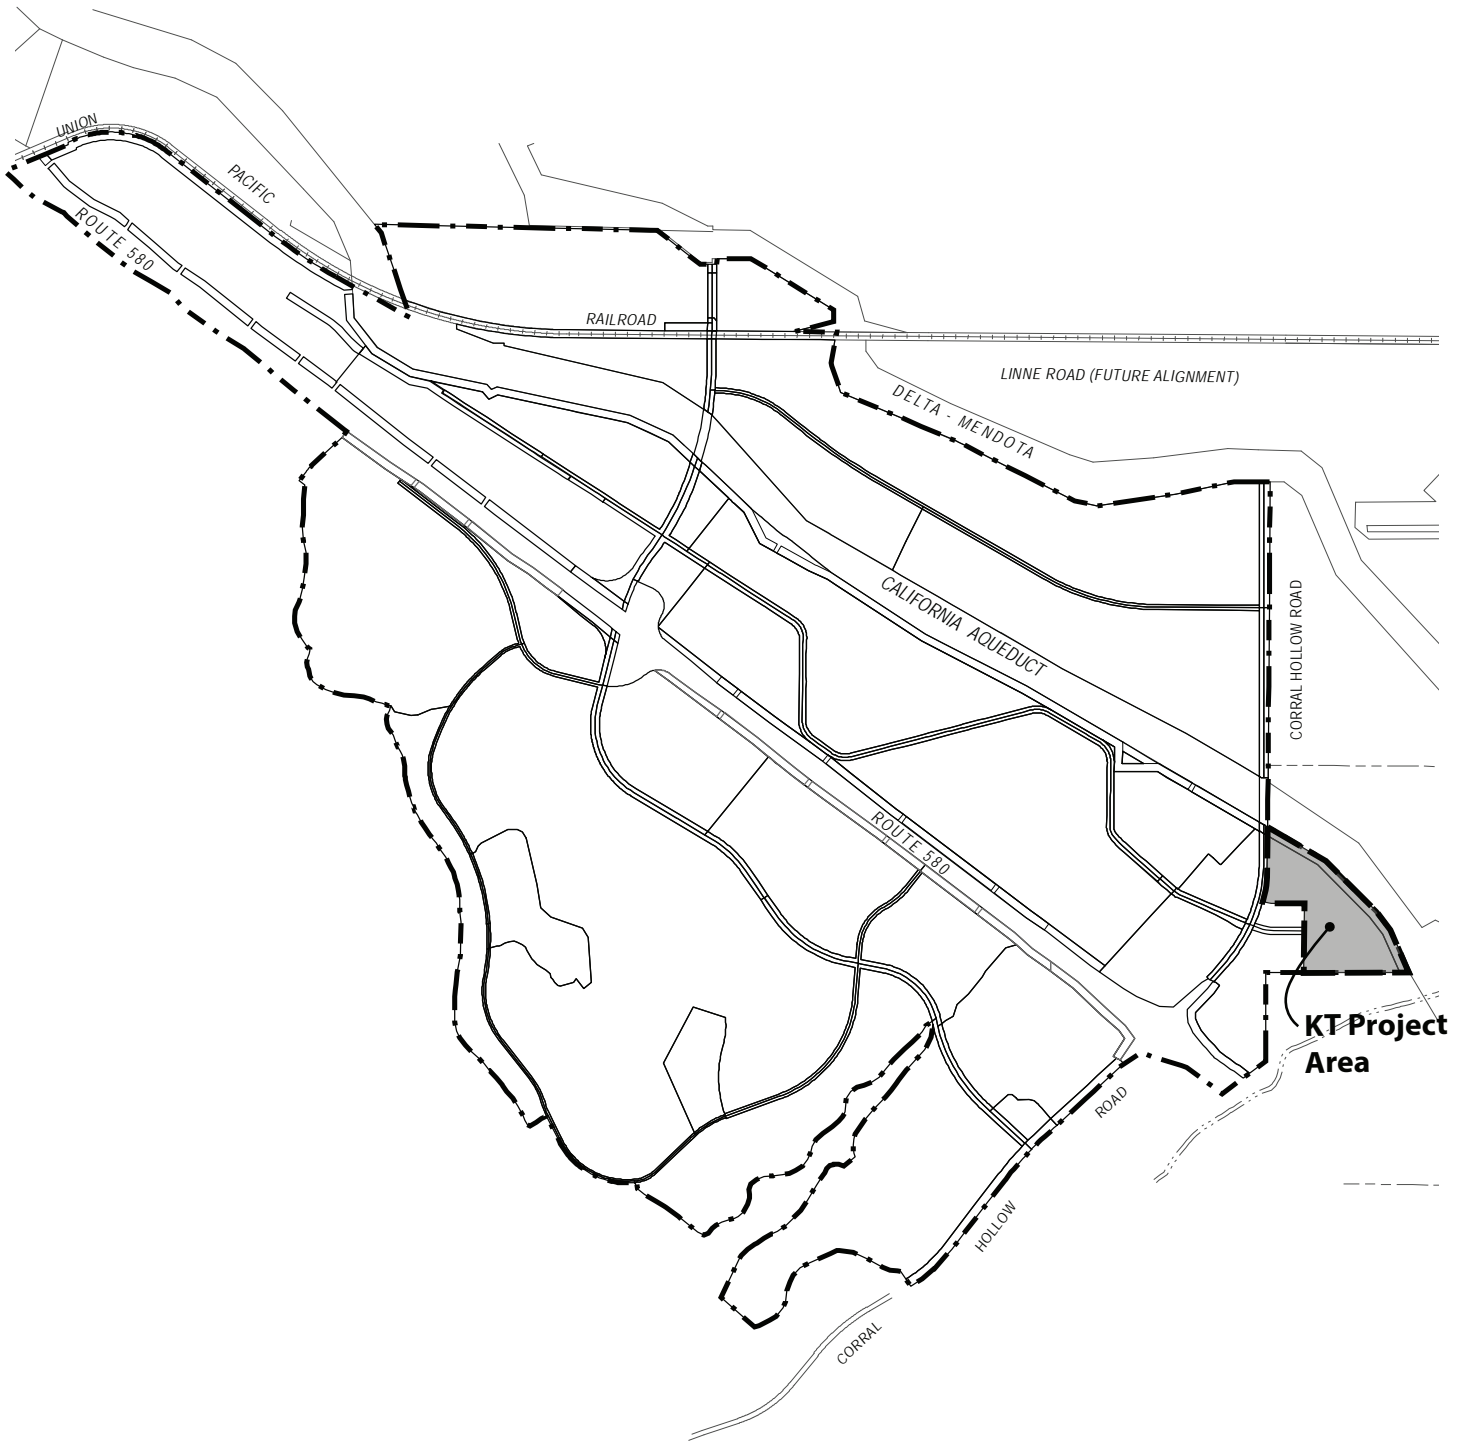 UNION
PACIFIC
ROUTE 580
RAILROAD
LINNE ROAD (FUTURE ALIGNMENT)
DELTA - MENDOTA
CALIFORNIA AQUEDUCT
CORRAL HOLLOW ROAD
ROUTE 580
KT Project
Area
ROAD
HOLLOW
CORRAL